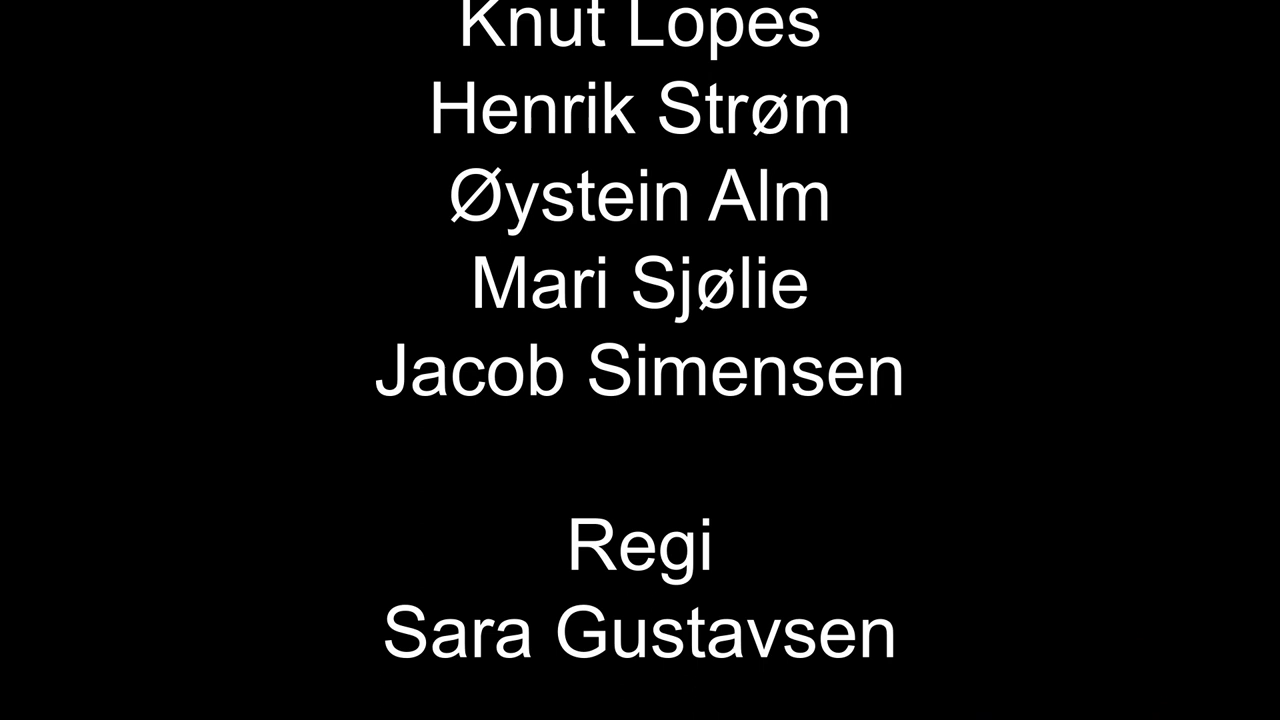 Knut Lopes
Henrik Strøm
Øystein Alm
Mari Sjølie
Jacob Simensen
Regi
Sara Gustavsen